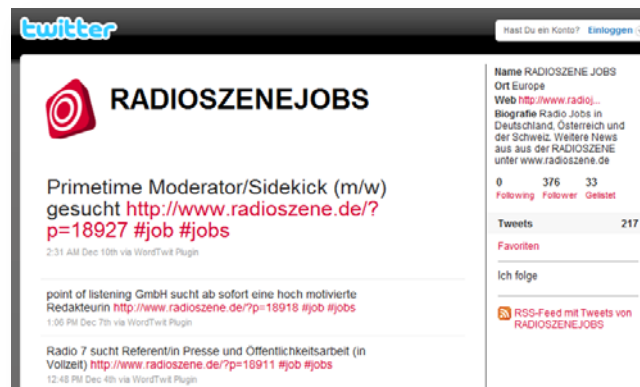 twitter
Hast Du ein Konto? Einloggen
RADIOSZENEJOBS
Primetime Moderator/Sidekick (m/w)
gesucht http://www.radioszene.de/?
p=18927 #job #jobs
2:31 AM Dec 10th via WordTwit Plugin
point of listening GmbH sucht ab sofort eine hoch motivierte
Redakteurin http://www.radioszene.de/?p=18918 #job #jobs
1:06 PM Dec 7th via WordTwit Plugin
Radio 7 sucht Referent/in Presse und Öffentlichkeitsarbeit (in
Vollzeit) http://www.radioszene.de/?p=18911 #job #jobs
12:48 PM Dec 4th via WordTwit Plugin
Name RADIOSZENE JOBS
Ort Europe
Web http://www.radioj...
Biografie Radio Jobs in
Deutschland, Österreich und
der Schweiz. Weitere News
aus aus der RADIOSZENE
unter www.radioszene.de
0 376 33
Following Follower Gelistet
Tweets 217
Favoriten
Ich folge
RSS-Feed mit Tweets von
RADIOSZENEJOBS